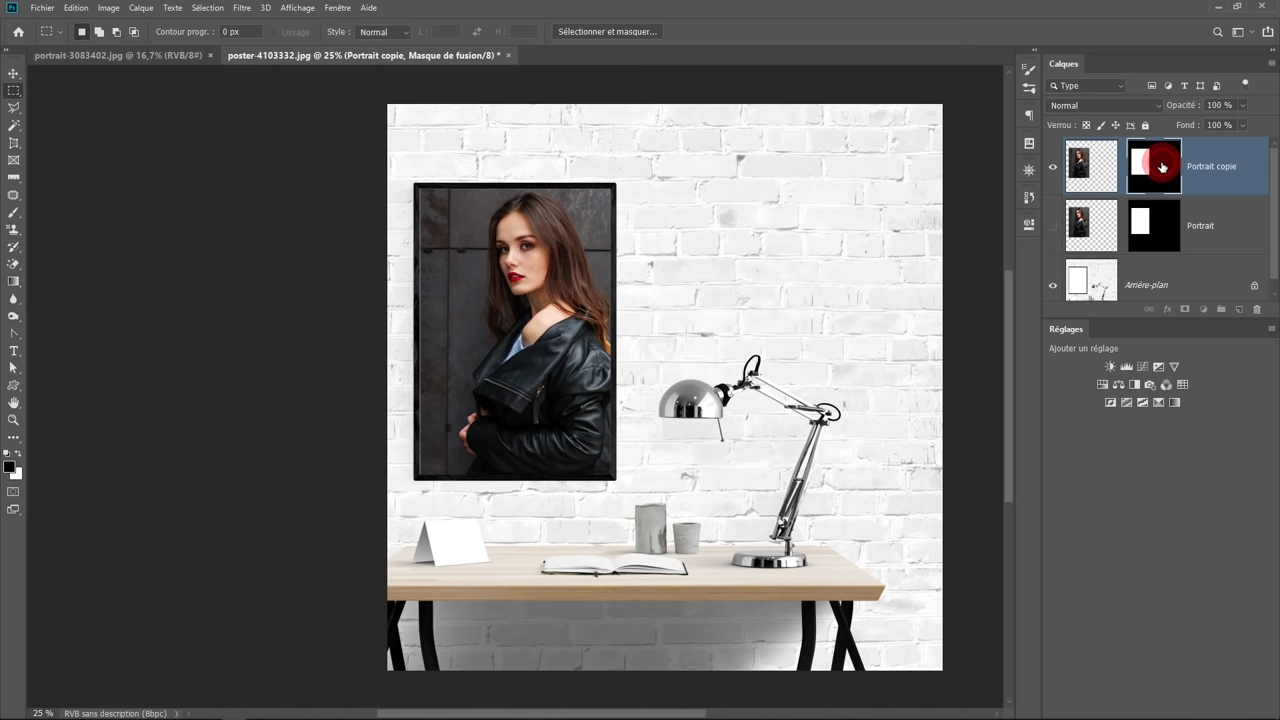 Ps Fichier Edition Image Calque Texte Sélection Filtre 3D Affichage Fenêtre Aide
Contour progr. : 0 px Lissage Style : Normal L : H : Sélectionner et masquer...
portrait-3083402.jpg @ 16,7% (RVB/8#) × poster-4103332.jpg @ 25% (Portrait copie, Masque de fusion/8) * ×
Calques
Type
Normal Opacité : 100 %
Verrou : Fond : 100 %
Portrait copie
Portrait
Arrière-plan
fx
Réglages
Ajouter un réglage
25 % RVB sans description (8bpc)